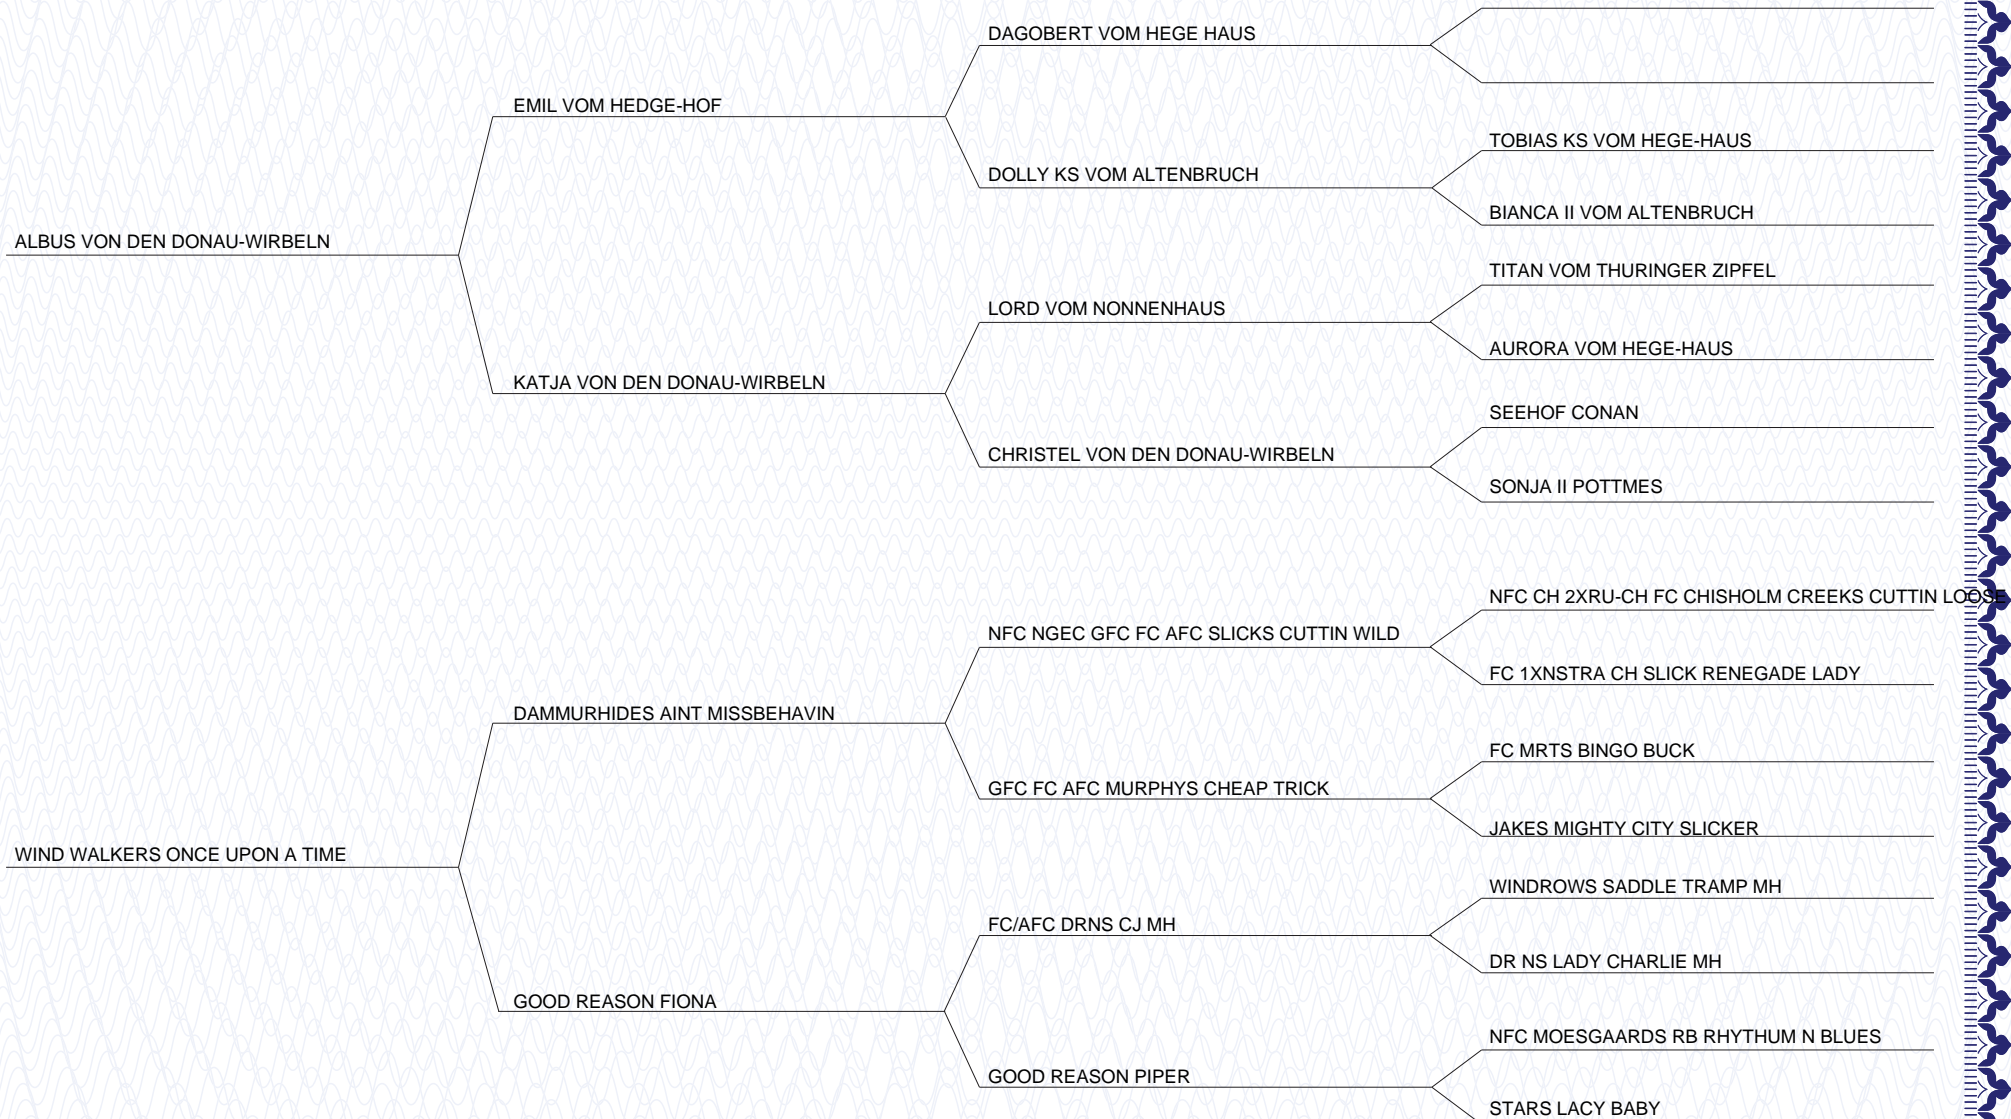 DAGOBERT VOM HEGE HAUS
EMIL VOM HEDGE-HOF
TOBIAS KS VOM HEGE-HAUS
DOLLY KS VOM ALTENBRUCH
BIANCA II VOM ALTENBRUCH
ALBUS VON DEN DONAU-WIRBELN
TITAN VOM THURINGER ZIPFEL
LORD VOM NONNENHAUS
AURORA VOM HEGE-HAUS
KATJA VON DEN DONAU-WIRBELN
SEEHOF CONAN
CHRISTEL VON DEN DONAU-WIRBELN
SONJA II POTTMES
NFC CH 2XRU-CH FC CHISHOLM CREEKS CUTTIN LOOSE
NFC NGEC GFC FC AFC SLICKS CUTTIN WILD
FC 1XNSTRA CH SLICK RENEGADE LADY
DAMMURHIDES AINT MISSBEHAVIN
FC MRTS BINGO BUCK
GFC FC AFC MURPHYS CHEAP TRICK
JAKES MIGHTY CITY SLICKER
WIND WALKERS ONCE UPON A TIME
WINDROWS SADDLE TRAMP MH
FC/AFC DRNS CJ MH
DR NS LADY CHARLIE MH
GOOD REASON FIONA
NFC MOESGAARDS RB RHYTHUM N BLUES
GOOD REASON PIPER
STARS LACY BABY